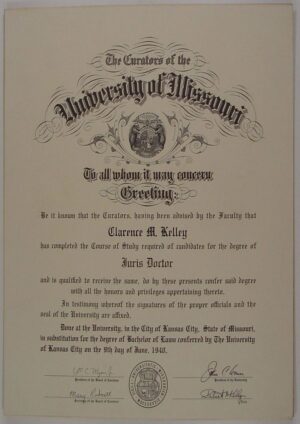 The Curators of the
University of Missouri
To all whom it may concern
Greeting:
Be it known that the Curators, having been advised by the Faculty that
Clarence M. Kelley
has completed the Course of Study required of candidates for the degree of
Juris Doctor
and is qualified to receive the same, do by these presents confer said degree
with all the honors and privileges appertaining thereto.
In testimony whereof the signatures of the proper officials and the
seal of the University are affixed.
Done at the University, in the City of Kansas City, State of Missouri,
in substitution for the degree of Bachelor of Laws conferred by The University
of Kansas City on the 9th day of June, 1940.